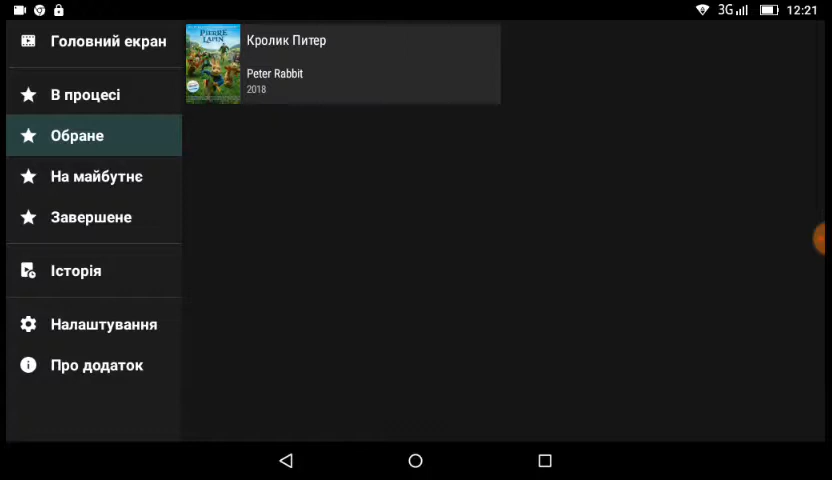 3G 12:21
Головний екран
В процесі
Обране
На майбутнє
Завершене
Історія
Налаштування
Про додаток
PIERRE
LAPIN
Кролик Питер
Peter Rabbit
2018